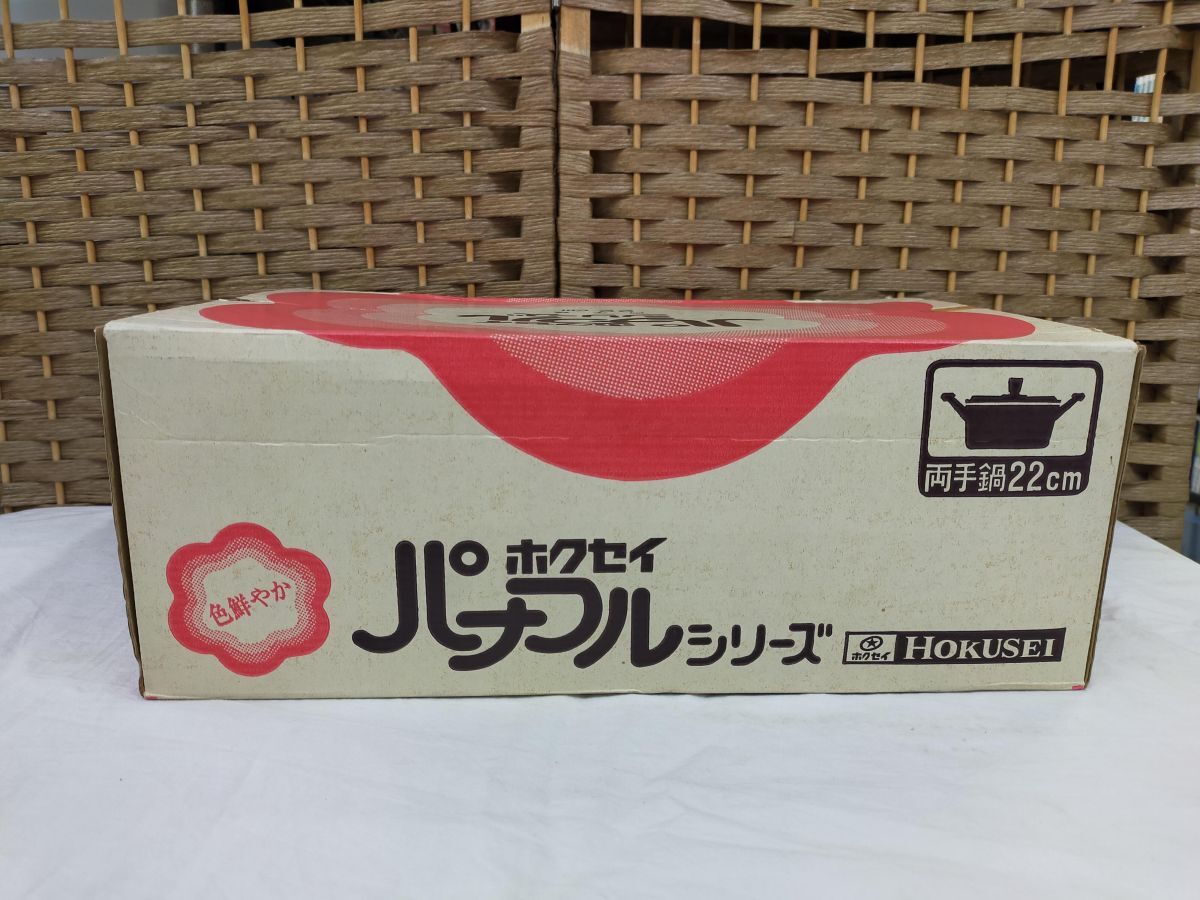 両手鍋22cm
色鮮やか
ホクセイ
パナフルシリーズ
ホクセイ HOKUSEI